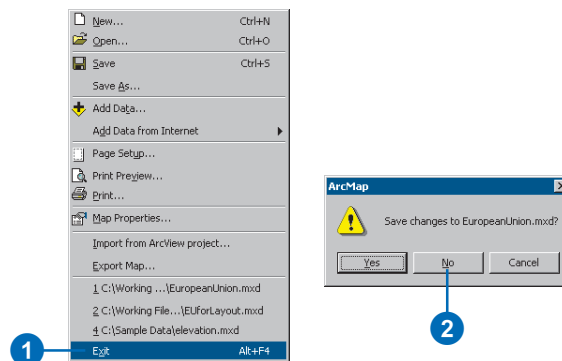 New... Ctrl+N
Open... Ctrl+O
Save Ctrl+S
Save As...
Add Data...
Add Data from Internet
Page Setup...
Print Preview...
Print...
Map Properties...
Import from ArcView project...
Export Map...
1 C:\Working ...\EuropeanUnion.mxd
2 C:\Working File...\EUforLayout.mxd
4 C:\Sample Data\elevation.mxd
1 Exit Alt+F4
ArcMap
Save changes to EuropeanUnion.mxd?
Yes No Cancel
2